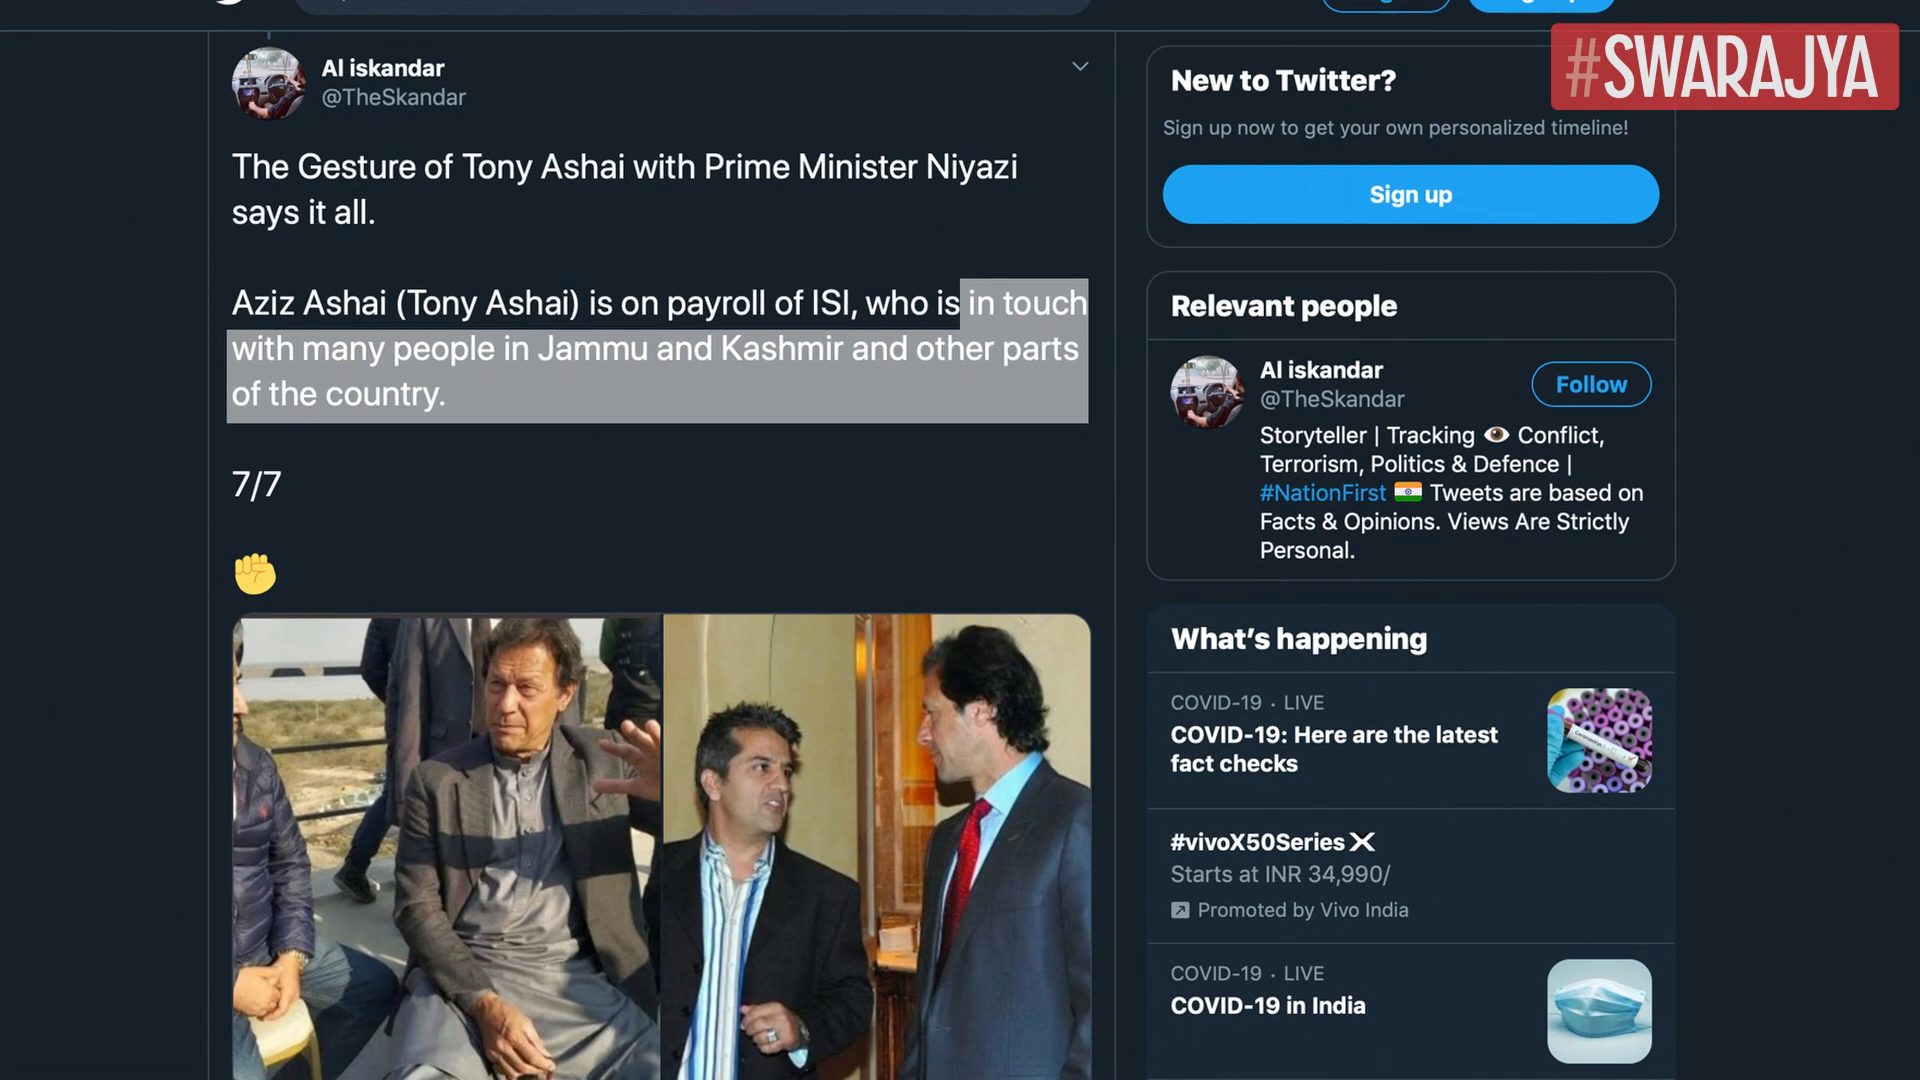 #SWARAJYA
Al iskandar
@TheSkandar
The Gesture of Tony Ashai with Prime Minister Niyazi
says it all.
Aziz Ashai (Tony Ashai) is on payroll of ISI, who is in touch
with many people in Jammu and Kashmir and other parts
of the country.
7/7
New to Twitter?
Sign up now to get your own personalized timeline!
Sign up
Relevant people
Al iskandar
@TheSkandar
Follow
Storyteller | Tracking 👁 Conflict,
Terrorism, Politics & Defence |
#NationFirst 🇮🇳 Tweets are based on
Facts & Opinions. Views Are Strictly
Personal.
What's happening
COVID-19 · LIVE
COVID-19: Here are the latest
fact checks
#vivoX50Series
Starts at INR 34,990/
Promoted by Vivo India
COVID-19 · LIVE
COVID-19 in India